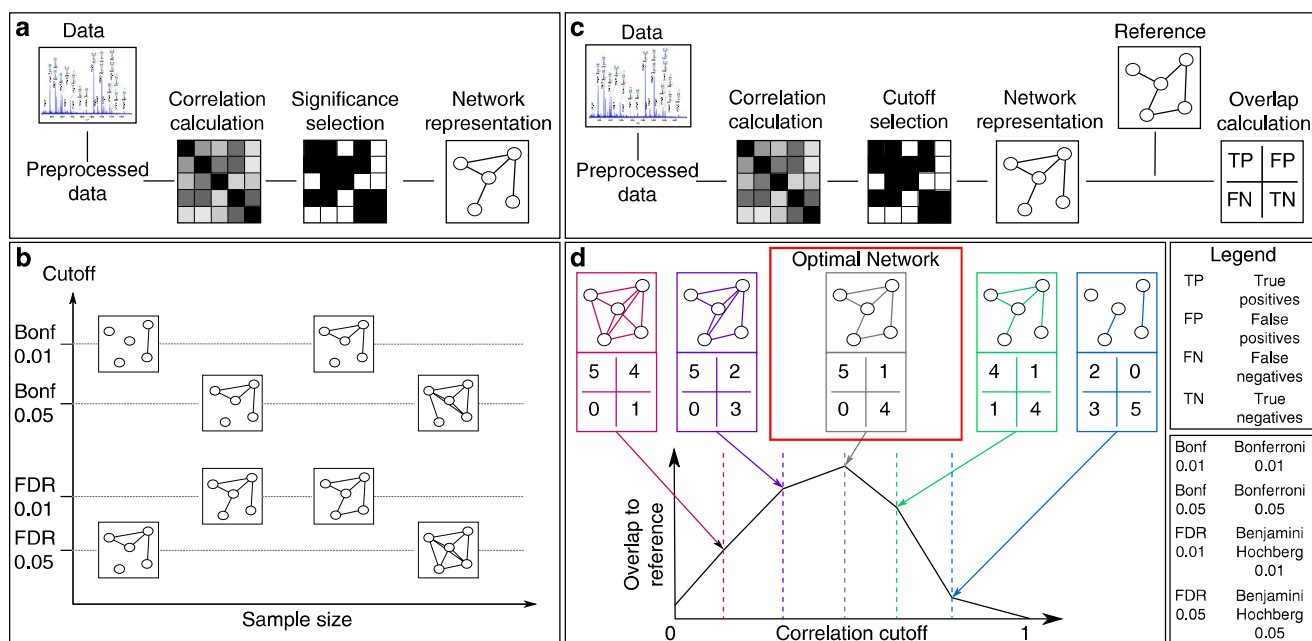 a
Data
Preprocessed
data
Correlation
calculation
Significance
selection
Network
representation
b
Cutoff
Bonf
0.01
Bonf
0.05
FDR
0.01
FDR
0.05
Sample size
c
Data
Preprocessed
data
Correlation
calculation
Cutoff
selection
Network
representation
Reference
Overlap
calculation
TP FP
FN TN
d
Optimal Network
5 4
0 1
5 2
0 3
5 1
0 4
4 1
1 4
2 0
3 5
Overlap to
reference
0
Correlation cutoff
1
Legend
TP True
positives
FP False
positives
FN False
negatives
TN True
negatives
Bonf Bonferroni
0.01 0.01
Bonf Bonferroni
0.05 0.05
FDR Benjamini
0.01 Hochberg
0.01
FDR Benjamini
0.05 Hochberg
0.05